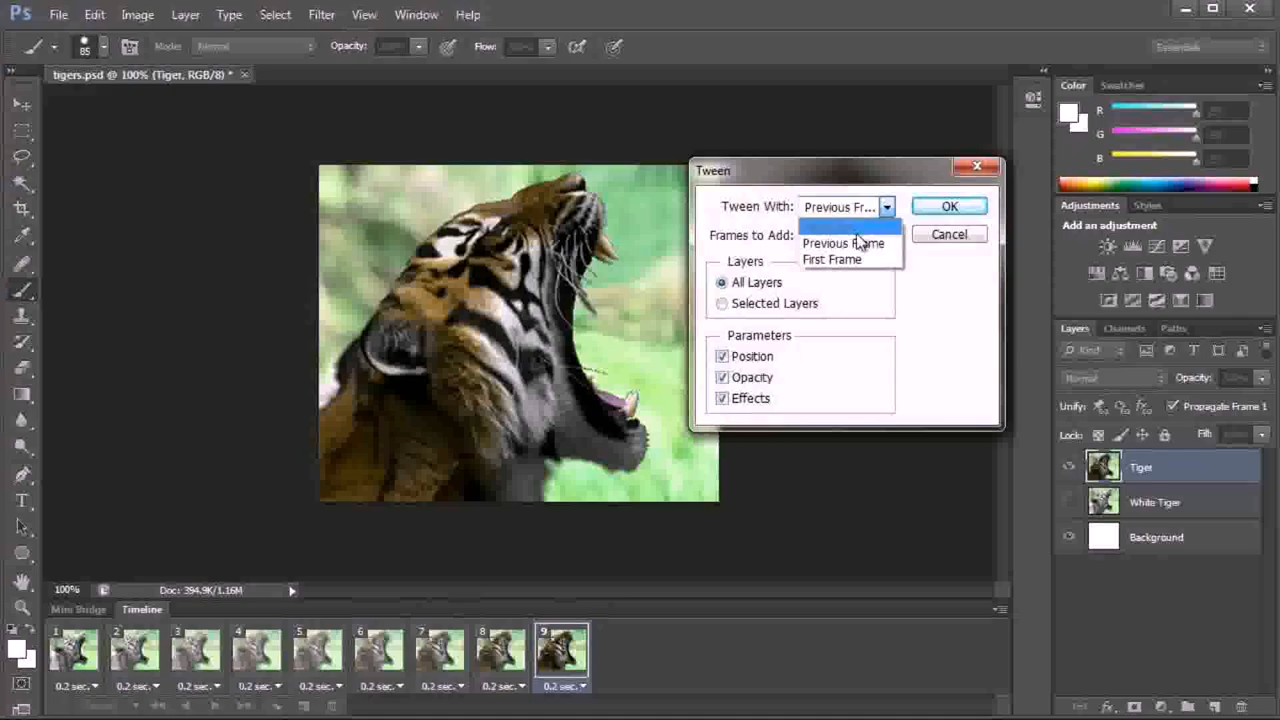 Ps File Edit Image Layer Type Select Filter View Window Help
85 Mode: Normal Opacity: Flow: Essentials
tigers.psd @ 100% (Tiger, RGB/8) * ×
Color Swatches
R
G
B
Adjustments Styles
Add an adjustment
Tween
Tween With: Previous Fr... OK
Frames to Add: Cancel
Previous Frame
First Frame
Layers
All Layers
Selected Layers
Parameters
Position
Opacity
Effects
Layers Channels Paths
Kind
Normal Opacity:
Unify: Propagate Frame 1
Lock: Fill:
Tiger
White Tiger
Background
100% Doc: 394.9K/1.16M
Mini Bridge Timeline
1 2 3 4 5 6 7 8 9
0.2 sec. 0.2 sec. 0.2 sec. 0.2 sec. 0.2 sec. 0.2 sec. 0.2 sec. 0.2 sec. 0.2 sec.